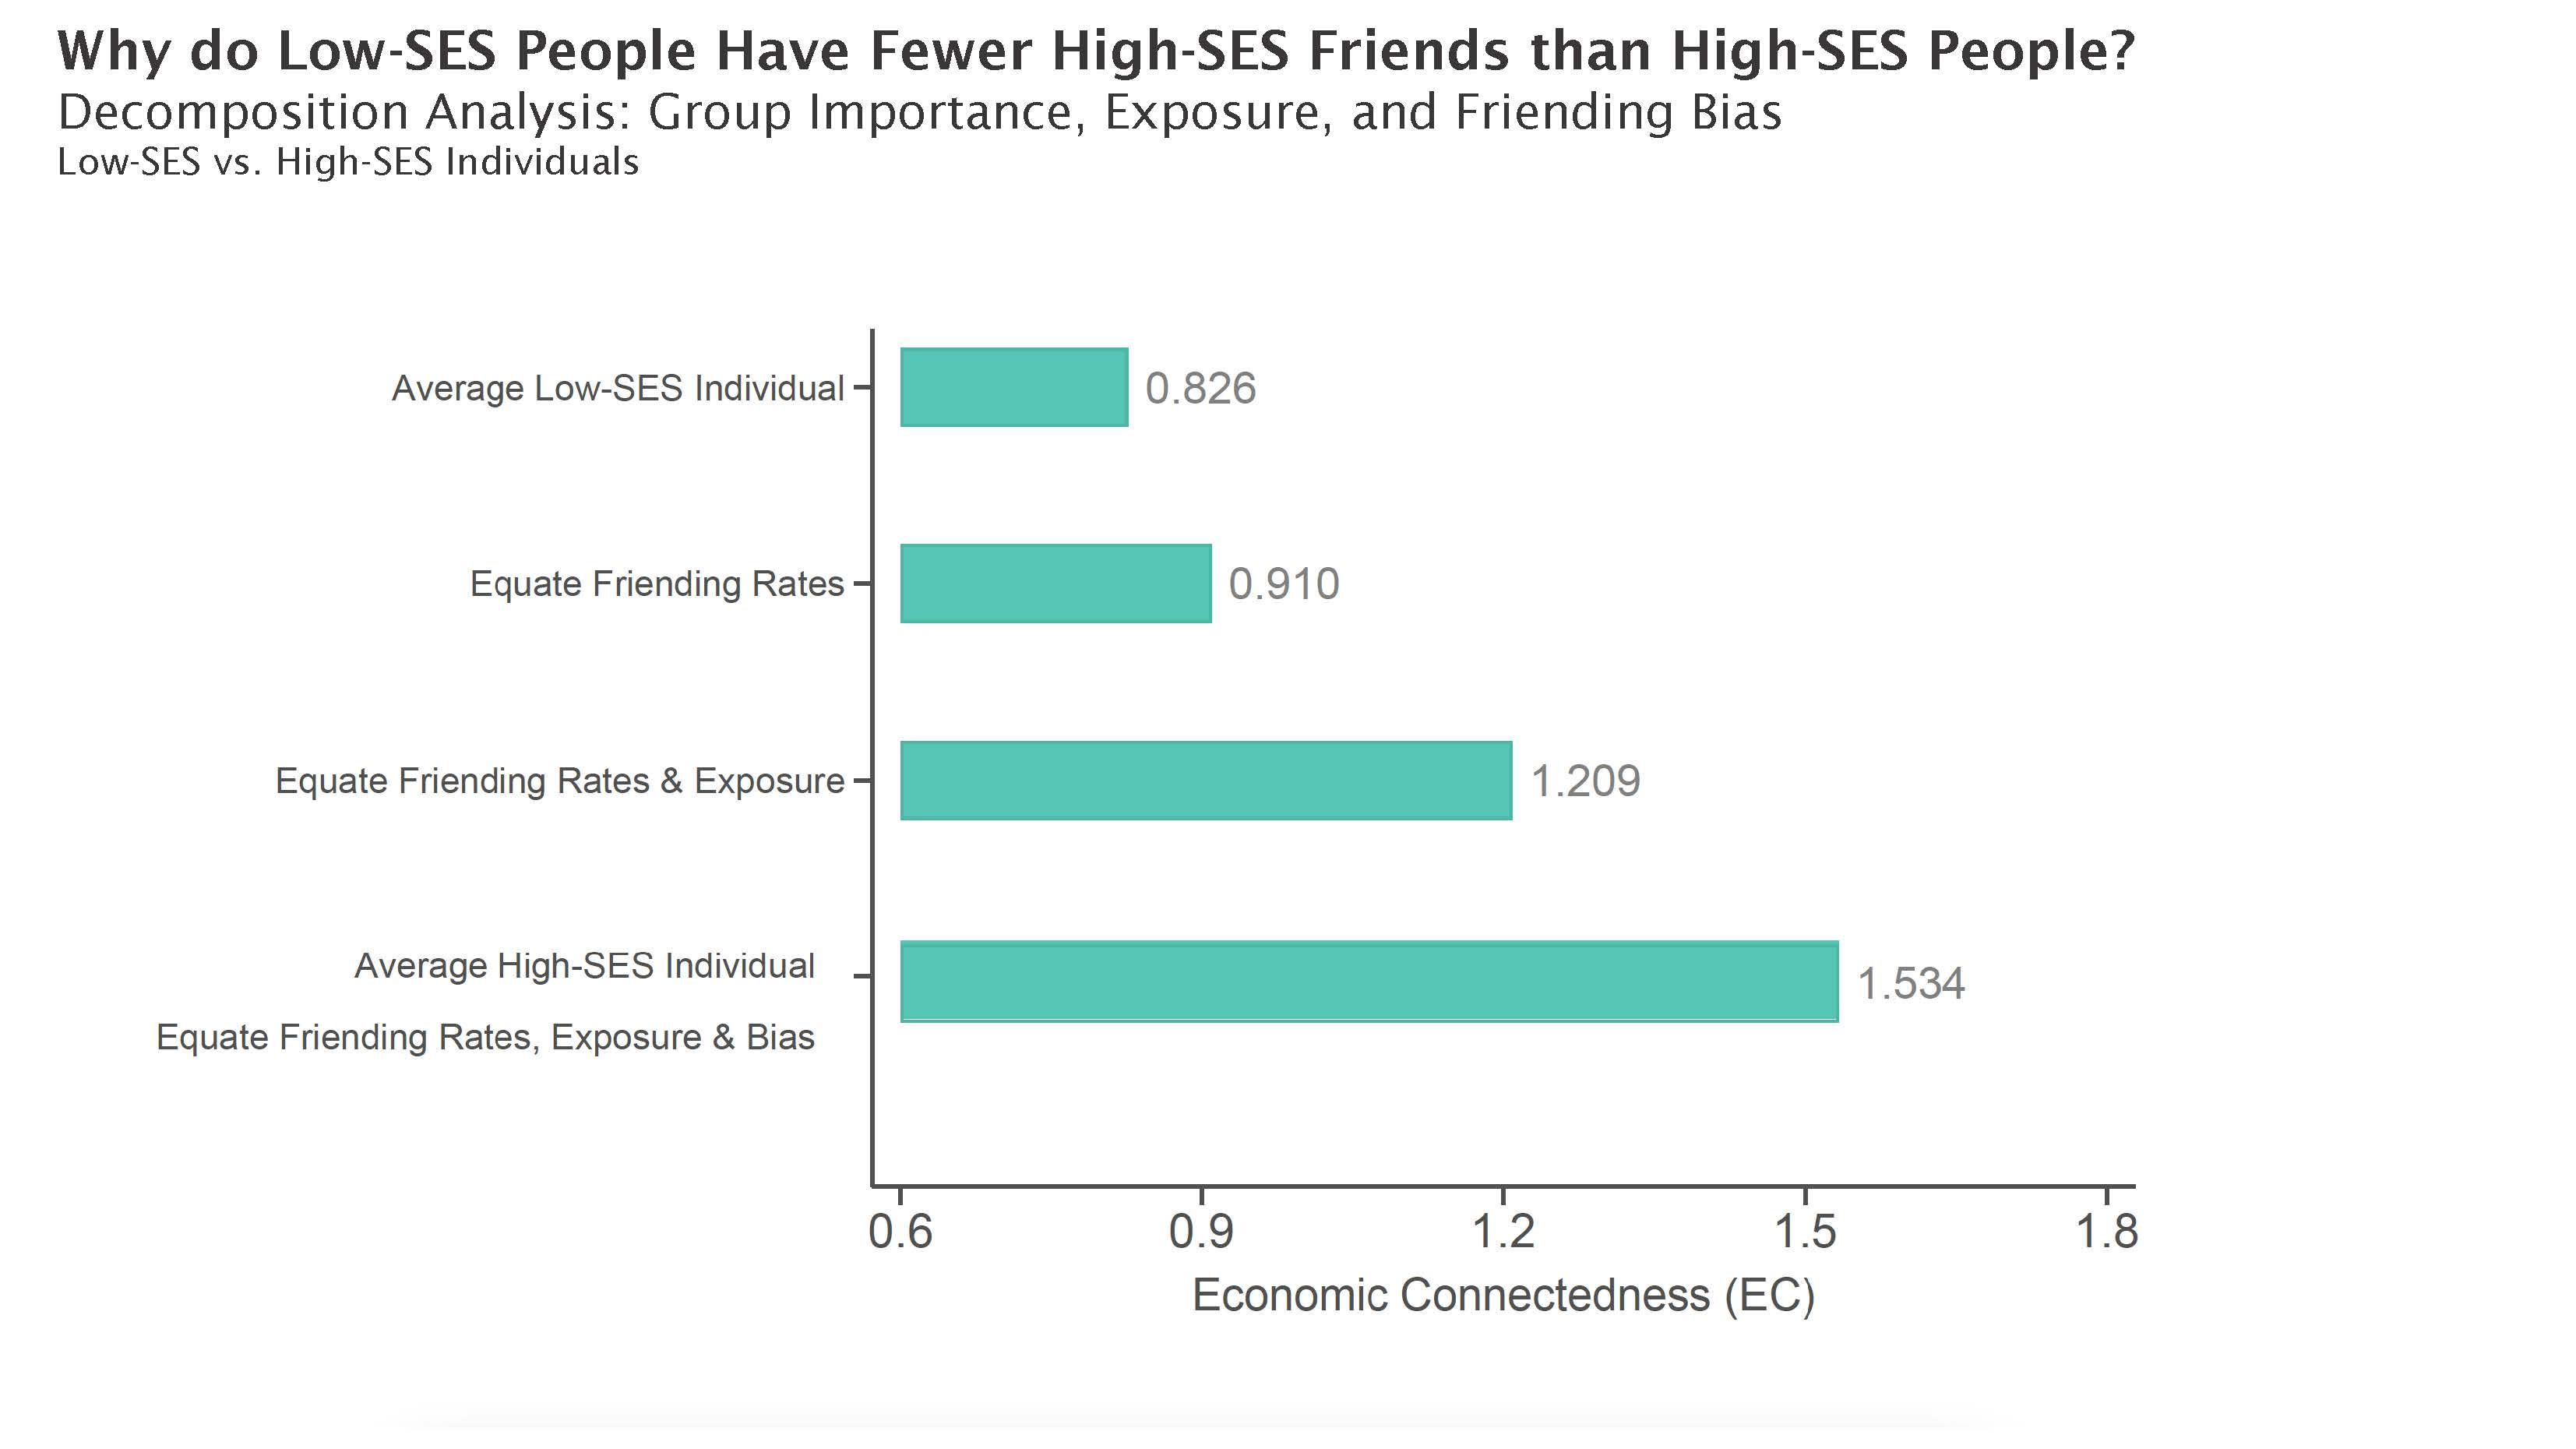 Why do Low-SES People Have Fewer High-SES Friends than High-SES People?
Decomposition Analysis: Group Importance, Exposure, and Friending Bias
Low-SES vs. High-SES Individuals
Average Low-SES Individual
0.826
Equate Friending Rates
0.910
Equate Friending Rates & Exposure
1.209
Average High-SES Individual
Equate Friending Rates, Exposure & Bias
1.534
0.6 0.9 1.2 1.5 1.8
Economic Connectedness (EC)